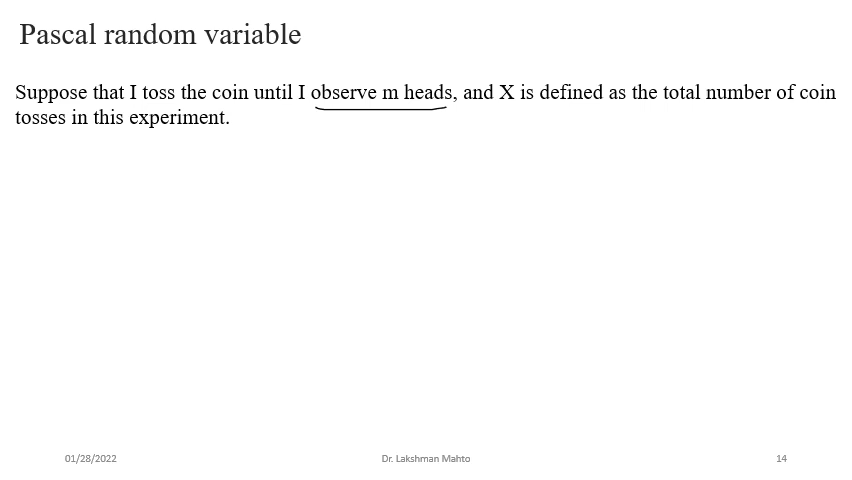 Pascal random variable
Suppose that I toss the coin until I observe m heads, and X is defined as the total number of coin
tosses in this experiment.
01/28/2022 Dr. Lakshman Mahto 14